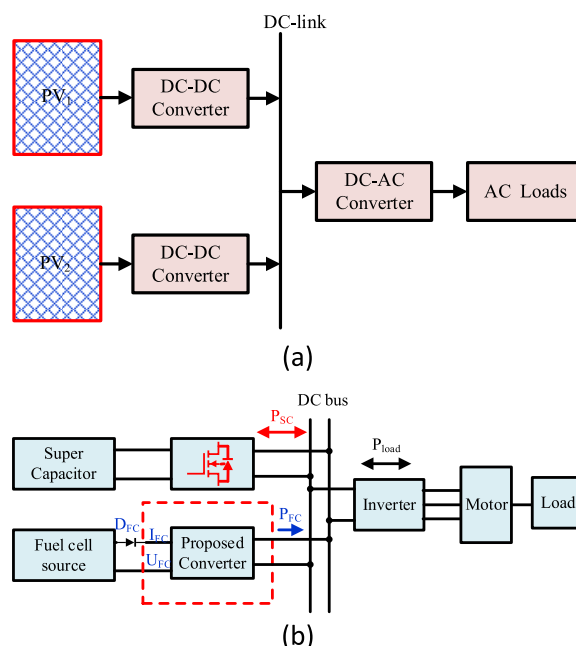 DC-link
PV1
DC-DC
Converter
DC-AC
Converter
AC Loads
PV2
DC-DC
Converter
(a)
DC bus
PSC
Super
Capacitor
Pload
Inverter
Motor
Load
DFC
IFC
UFC
PFC
Fuel cell
source
Proposed
Converter
(b)